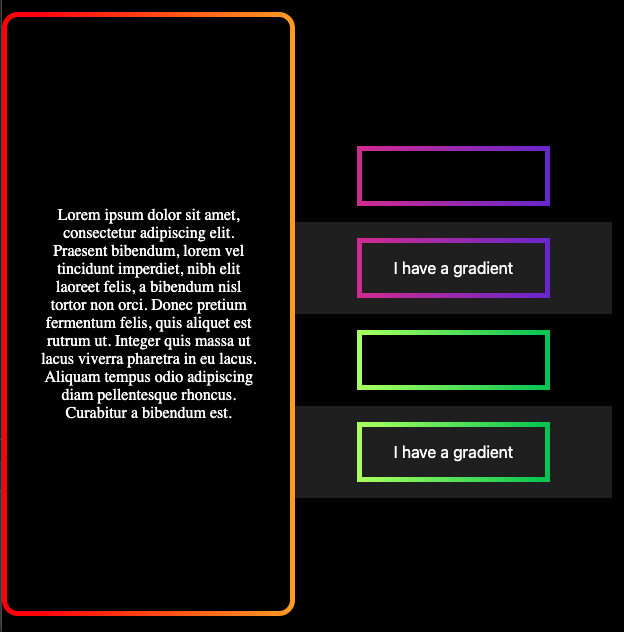 Lorem ipsum dolor sit amet,
consectetur adipiscing elit.
Praesent bibendum, lorem vel
tincidunt imperdiet, nibh elit
laoreet felis, a bibendum nisl
tortor non orci. Donec pretium
fermentum felis, quis aliquet est
rutrum ut. Integer quis massa ut
lacus viverra pharetra in eu lacus.
Aliquam tempus odio adipiscing
diam pellentesque rhoncus.
Curabitur a bibendum est.
I have a gradient
I have a gradient